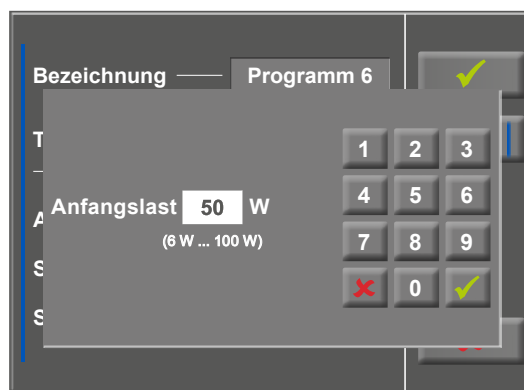 Bezeichnung Programm 6
T
1 2 3
A
Anfangslast 50 W
4 5 6
(6 W ... 100 W)
7 8 9
S
0
S